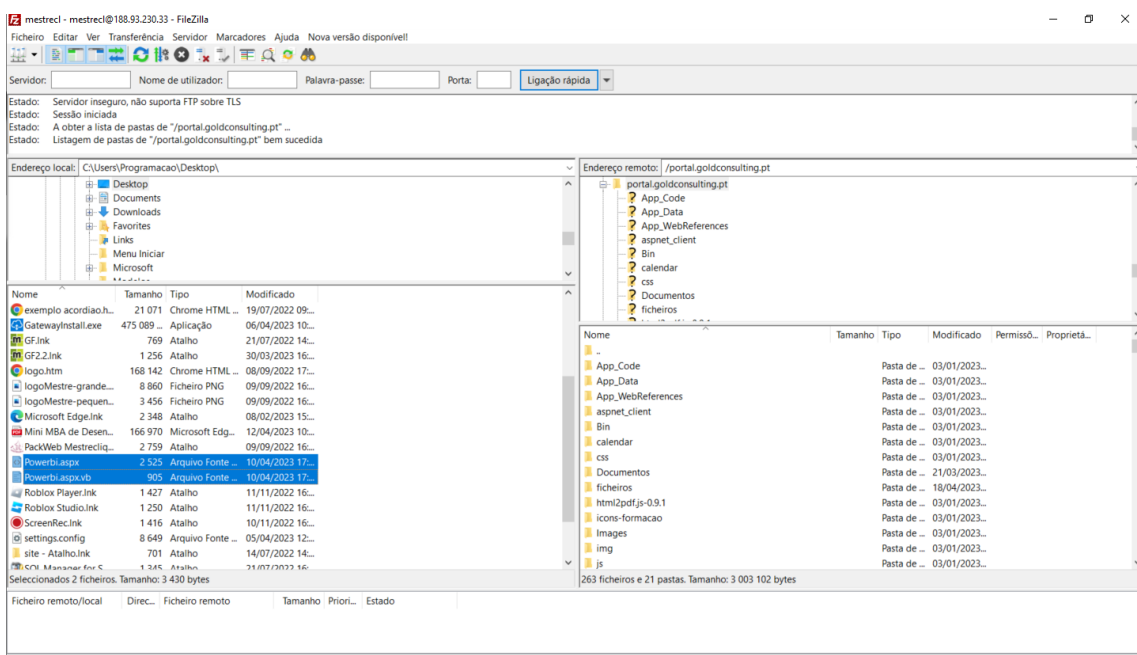 mestrecl - mestrecl@188.93.230.33 - FileZilla
Ficheiro Editar Ver Transferência Servidor Marcadores Ajuda Nova versão disponível!
Servidor: Nome de utilizador: Palavra-passe: Porta: Ligação rápida
Estado: Servidor inseguro, não suporta FTP sobre TLS
Estado: Sessão iniciada
Estado: A obter a lista de pastas de "/portal.goldconsulting.pt" ...
Estado: Listagem de pastas de "/portal.goldconsulting.pt" bem sucedida
Endereço local: C:\Users\Programacao\Desktop\
Desktop
Documents
Downloads
Favorites
Links
Menu Iniciar
Microsoft
Nome Tamanho Tipo Modificado
exemplo acordiao.h... 21 071 Chrome HTML ... 19/07/2022 09:...
GatewayInstall.exe 475 089 ... Aplicação 06/04/2023 10:...
GF.lnk 769 Atalho 21/07/2022 14:...
GF2.2.lnk 1 256 Atalho 30/03/2023 16:...
logo.htm 168 142 Chrome HTML ... 08/09/2022 17:...
logoMestre-grande.... 8 860 Ficheiro PNG 09/09/2022 16:...
logoMestre-pequen... 3 456 Ficheiro PNG 09/09/2022 16:...
Microsoft Edge.lnk 2 348 Atalho 08/02/2023 15:...
Mini MBA de Desen... 166 970 Microsoft Edg... 12/04/2023 10:...
PackWeb Mestrecliq... 2 759 Atalho 09/09/2022 16:...
Powerbi.aspx 2 525 Arquivo Fonte ... 10/04/2023 17:...
Powerbi.aspx.vb 905 Arquivo Fonte ... 10/04/2023 17:...
Roblox Player.lnk 1 427 Atalho 11/11/2022 16:...
Roblox Studio.lnk 1 250 Atalho 11/11/2022 16:...
ScreenRec.lnk 1 416 Atalho 10/11/2022 16:...
settings.config 8 649 Arquivo Fonte ... 05/04/2023 12:...
site - Atalho.lnk 701 Atalho 14/07/2022 14:...
SQL Manager for S... 1 345 Atalho 21/07/2022 16:...
Seleccionados 2 ficheiros. Tamanho: 3 430 bytes
Endereço remoto: /portal.goldconsulting.pt
portal.goldconsulting.pt
App_Code
App_Data
App_WebReferences
aspnet_client
Bin
calendar
css
Documentos
ficheiros
Nome Tamanho Tipo Modificado Permissõ... Proprietá...
..
App_Code Pasta de ... 03/01/2023...
App_Data Pasta de ... 03/01/2023...
App_WebReferences Pasta de ... 03/01/2023...
aspnet_client Pasta de ... 03/01/2023...
Bin Pasta de ... 03/01/2023...
calendar Pasta de ... 03/01/2023...
css Pasta de ... 03/01/2023...
Documentos Pasta de ... 21/03/2023...
ficheiros Pasta de ... 18/04/2023...
html2pdf.js-0.9.1 Pasta de ... 03/01/2023...
icons-formacao Pasta de ... 03/01/2023...
Images Pasta de ... 03/01/2023...
img Pasta de ... 03/01/2023...
js Pasta de ... 03/01/2023...
263 ficheiros e 21 pastas. Tamanho: 3 003 102 bytes
Ficheiro remoto/local Direc... Ficheiro remoto Tamanho Priori... Estado